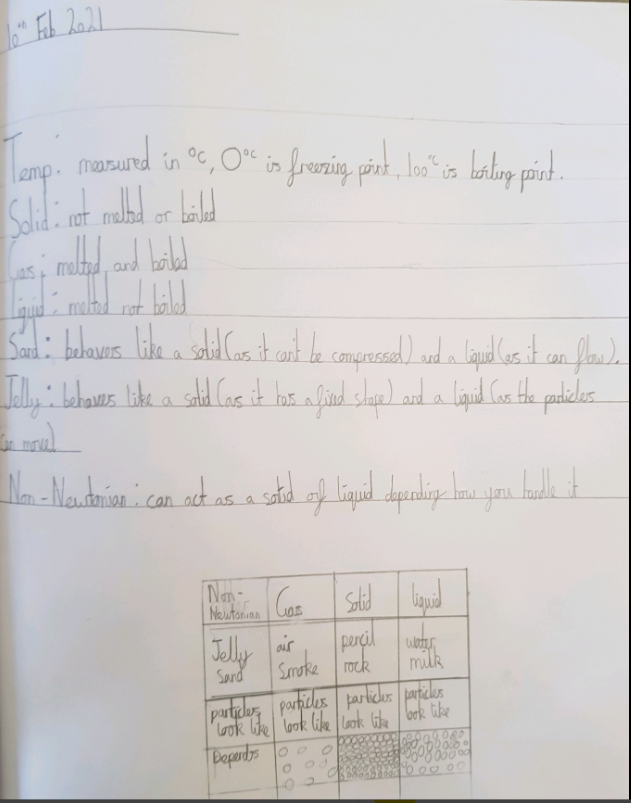 10th Feb 2021
Temp: measured in °C, 0°C is freezing point, 100°C is boiling point.
Solid: not melted or boiled
Gas: melted and boiled
Liquid: melted not boiled
Sand: behavers like a solid (as it can't be compressed) and a liquid (as it can flow).
Jelly: behaves like a solid (as it has a fixed shape) and a liquid (as the particles
can move)
Non-Newtonian: can act as a solid of liquid depending how you handle it
Non-Newtonian Gas Solid liquid
Jelly Sand air Smoke pencil rock water milk
particles look like particles look like particles look like particles look like
Depends